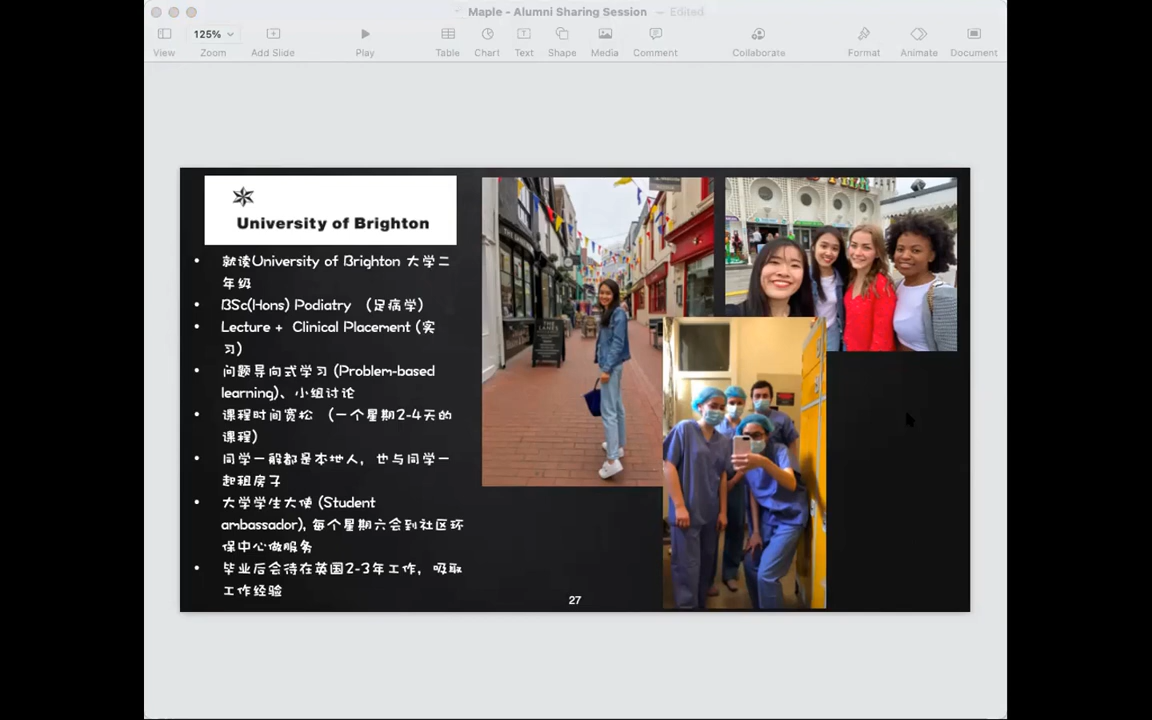 Maple - Alumni Sharing Session — Edited
125%
View
Zoom
Add Slide
Play
Table
Chart
Text
Shape
Media
Comment
Collaborate
Format
Animate
Document
University of Brighton
• 就读University of Brighton 大学二
年级
• BSc(Hons) Podiatry （足病学）
• Lecture + Clinical Placement (实
习)
• 问题导向式学习 (Problem-based
learning)、小组讨论
• 课程时间宽松 （一个星期2-4天的
课程）
• 同学一般都是本地人，也与同学一
起租房子
• 大学学生大使 (Student
ambassador), 每个星期六会到社区环
保中心做服务
• 毕业后会待在英国2-3年工作，吸取
工作经验
THE LANES
27